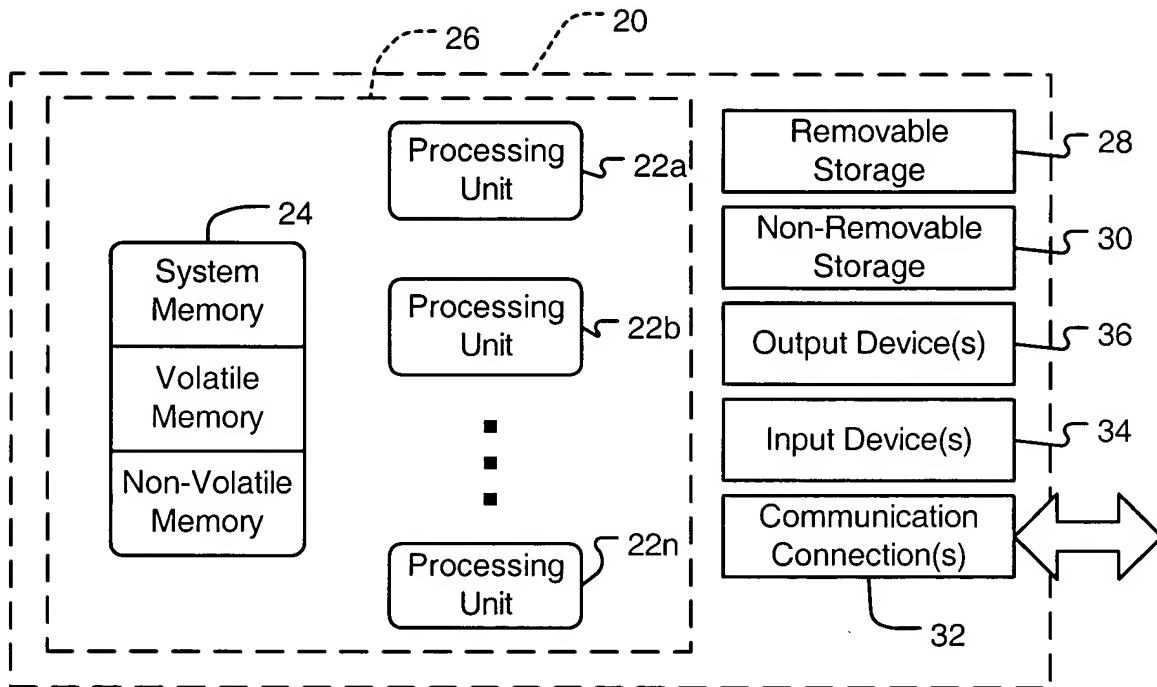 26
20
Processing
Unit
22a
Removable
Storage
28
24
Non-Removable
Storage
30
System
Memory
Processing
Unit
22b
Output Device(s)
36
Volatile
Memory
Input Device(s)
34
Non-Volatile
Memory
Communication
Connection(s)
Processing
Unit
22n
32